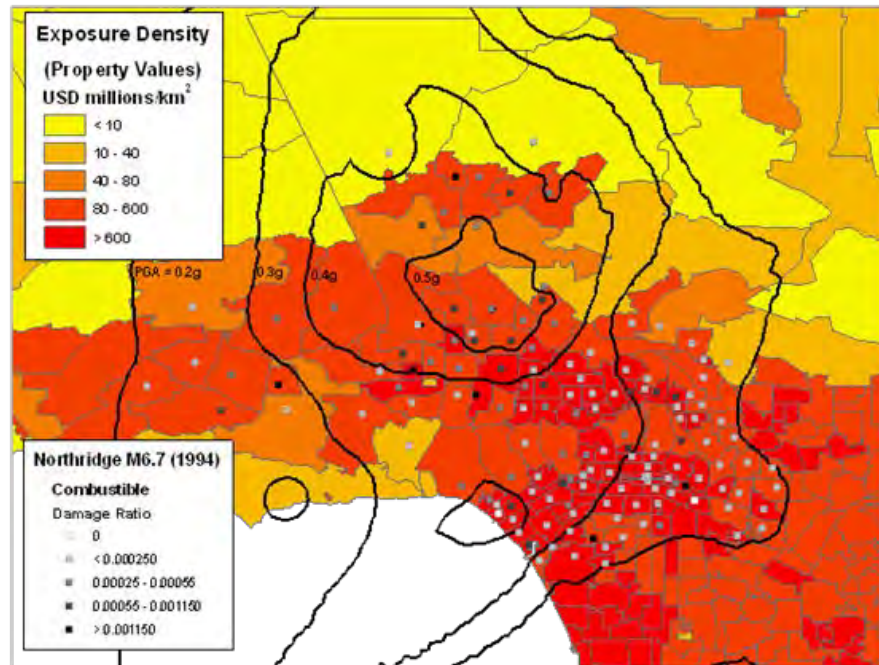 Exposure Density
(Property Values)
USD millions/km²
< 10
10 - 40
40 - 80
80 - 600
> 600
PGA = 0.2g
0.3g
0.4g
0.5g
Northridge M6.7 (1994)
Combustible
Damage Ratio
0
< 0.000250
0.00025 - 0.00055
0.00055 - 0.001150
> 0.001150